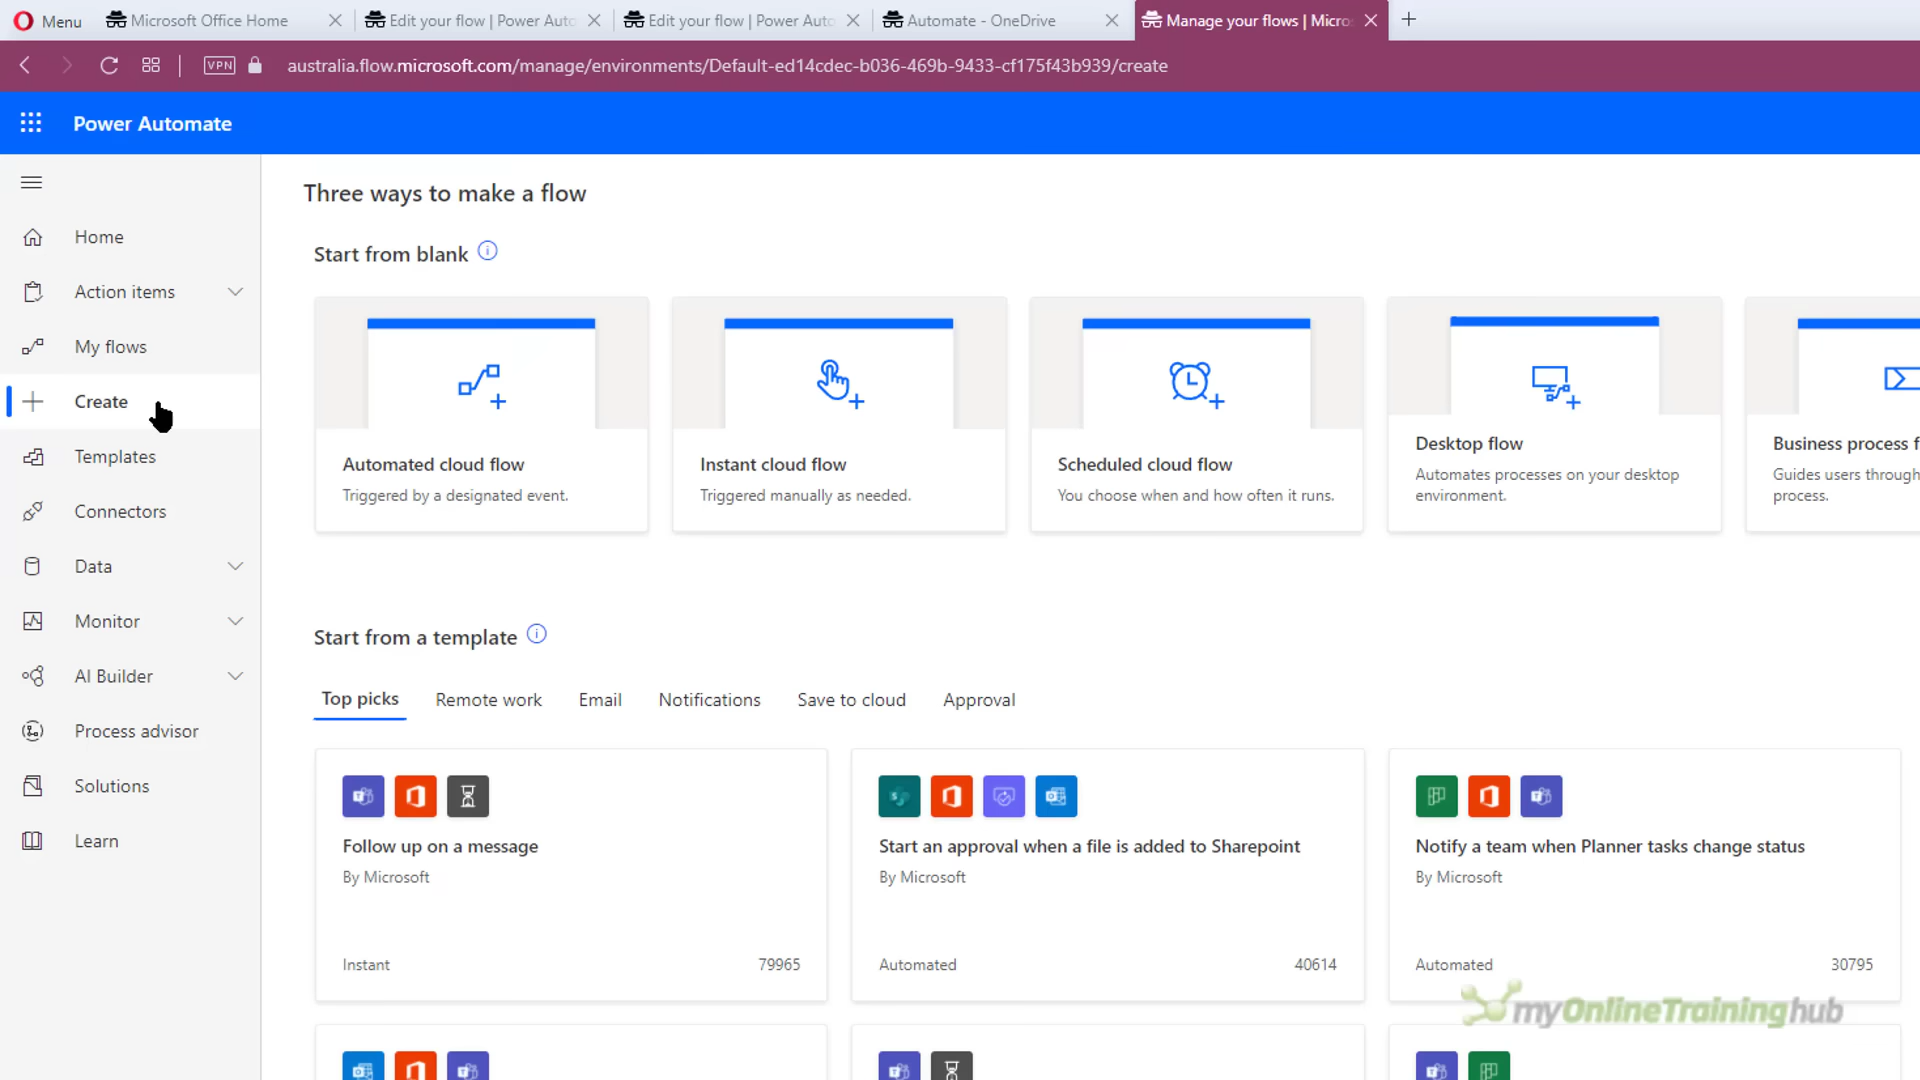 Menu
Microsoft Office Home
Edit your flow | Power Auto
Edit your flow | Power Auto
Automate - OneDrive
Manage your flows | Micro
VPN
australia.flow.microsoft.com/manage/environments/Default-ed14cdec-b036-469b-9433-cf175f43b939/create
Power Automate
Home
Action items
My flows
Create
Templates
Connectors
Data
Monitor
AI Builder
Process advisor
Solutions
Learn
Three ways to make a flow
Start from blank
Automated cloud flow
Triggered by a designated event.
Instant cloud flow
Triggered manually as needed.
Scheduled cloud flow
You choose when and how often it runs.
Desktop flow
Automates processes on your desktop
environment.
Business process f
Guides users through
process.
Start from a template
Top picks
Remote work
Email
Notifications
Save to cloud
Approval
Follow up on a message
By Microsoft
Instant
79965
Start an approval when a file is added to Sharepoint
By Microsoft
Automated
40614
Notify a team when Planner tasks change status
By Microsoft
Automated
30795
myOnlineTraininghub